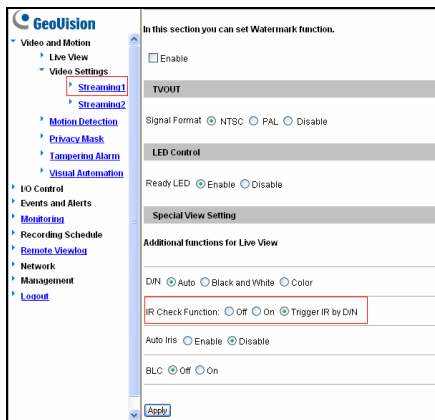 GeoVision
Video and Motion
Live View
Video Settings
Streaming1
Streaming2
Motion Detection
Privacy Mask
Tampering Alarm
Visual Automation
I/O Control
Events and Alerts
Monitoring
Recording Schedule
Remote Viewlog
Network
Management
Logout
In this section you can set Watermark function.
Enable
TVOUT
Signal Format NTSC PAL Disable
LED Control
Ready LED Enable Disable
Special View Setting
Additional functions for Live View
D/N Auto Black and White Color
IR Check Function: Off On Trigger IR by D/N
Auto Iris Enable Disable
BLC Off On
Apply